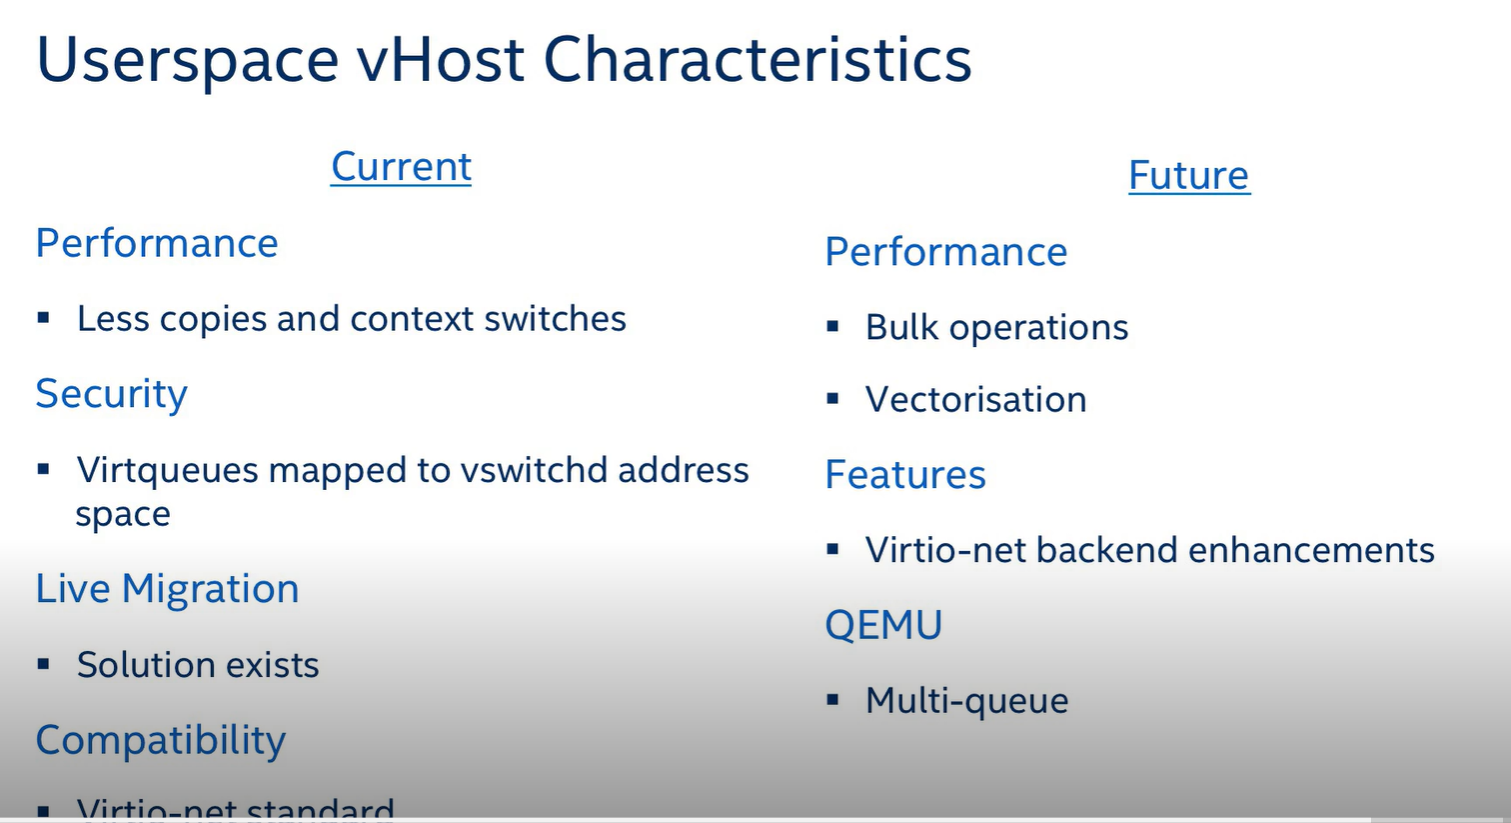 Userspace vHost Characteristics
Current
Performance
▪ Less copies and context switches
Security
▪ Virtqueues mapped to vswitchd address
space
Live Migration
▪ Solution exists
Compatibility
▪ Virtio-net standard
Future
Performance
▪ Bulk operations
▪ Vectorisation
Features
▪ Virtio-net backend enhancements
QEMU
▪ Multi-queue